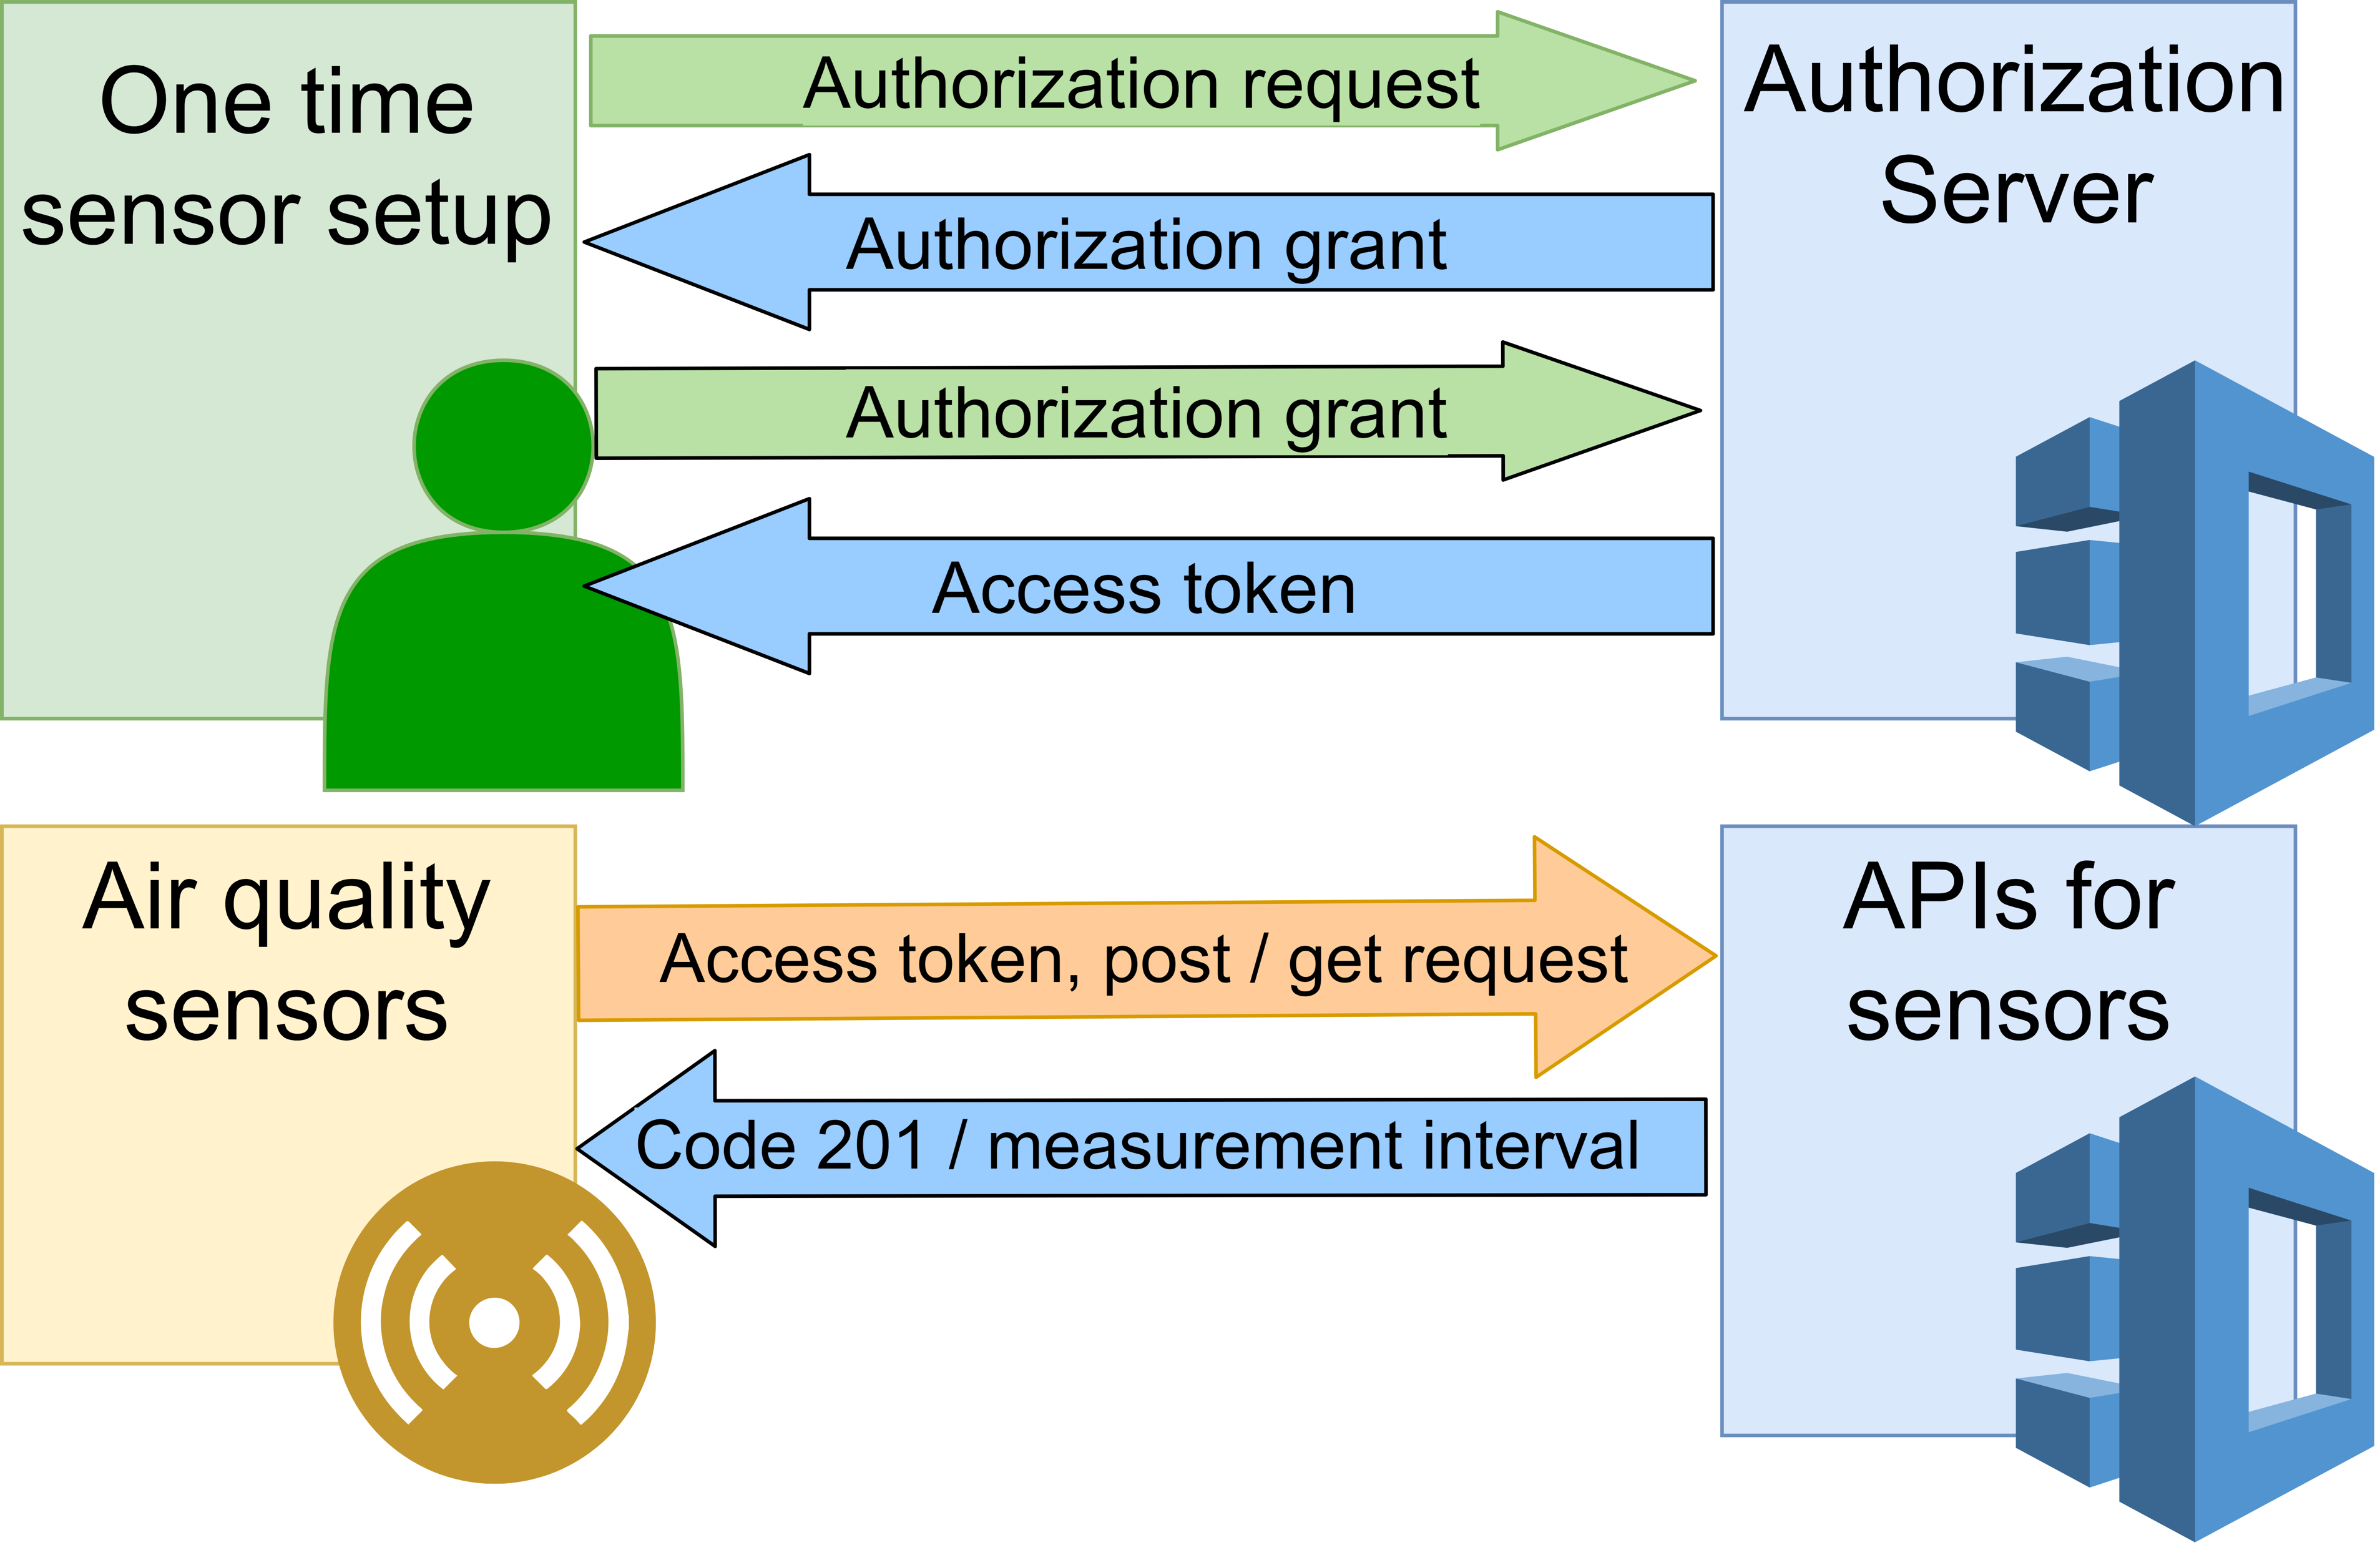 One time
sensor setup
Authorization request
Authorization grant
Authorization grant
Access token
Authorization
Server
Air quality
sensors
Access token, post / get request
Code 201 / measurement interval
APIs for
sensors